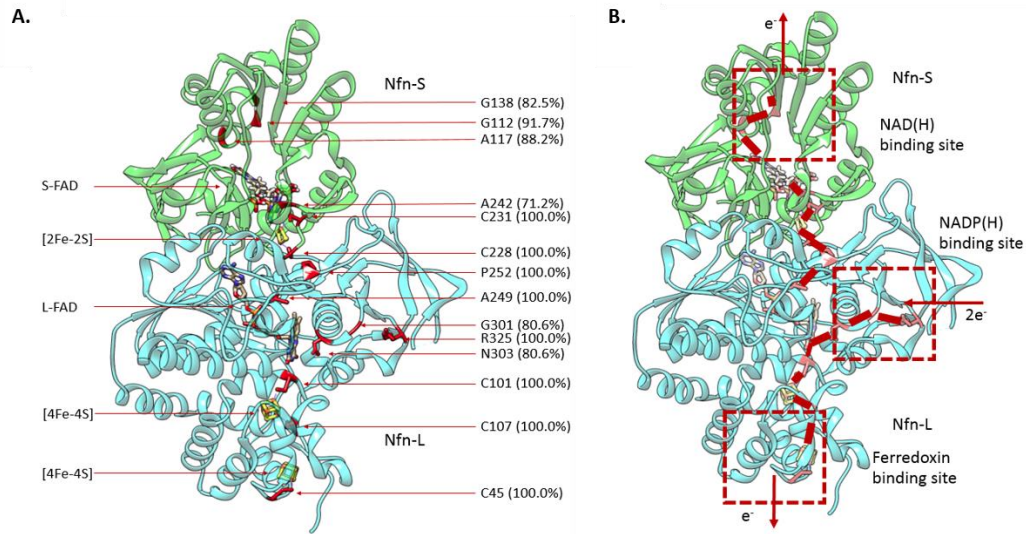 A.
Nfn-S
G138 (82.5%)
G112 (91.7%)
A117 (88.2%)
S-FAD
A242 (71.2%)
C231 (100.0%)
[2Fe-2S]
C228 (100.0%)
P252 (100.0%)
L-FAD
A249 (100.0%)
G301 (80.6%)
R325 (100.0%)
N303 (80.6%)
C101 (100.0%)
[4Fe-4S]
C107 (100.0%)
Nfn-L
[4Fe-4S]
C45 (100.0%)
B.
e-
Nfn-S
NAD(H)
binding site
NADP(H)
binding site
2e-
Nfn-L
Ferredoxin
binding site
e-